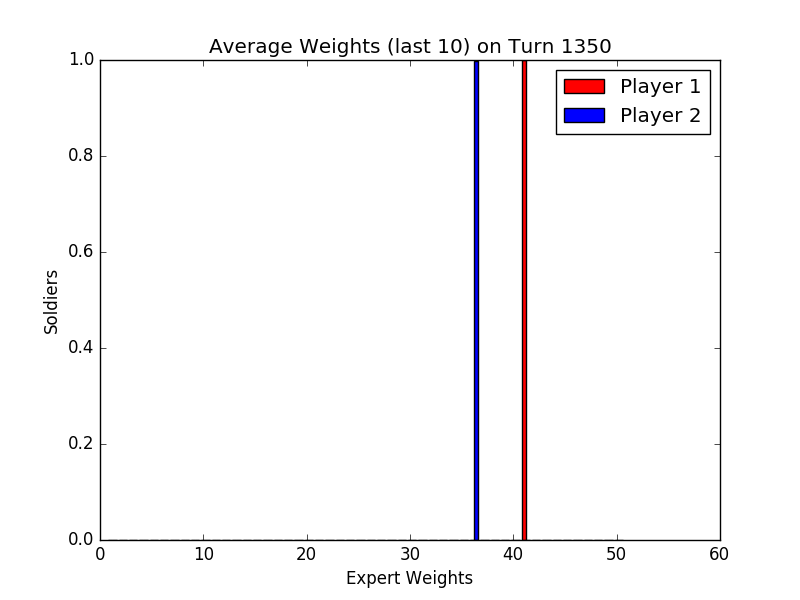 Average Weights (last 10) on Turn 1350
Player 1
Player 2
1.0
0.8
0.6
0.4
0.2
0.0
Soldiers
0 10 20 30 40 50 60
Expert Weights